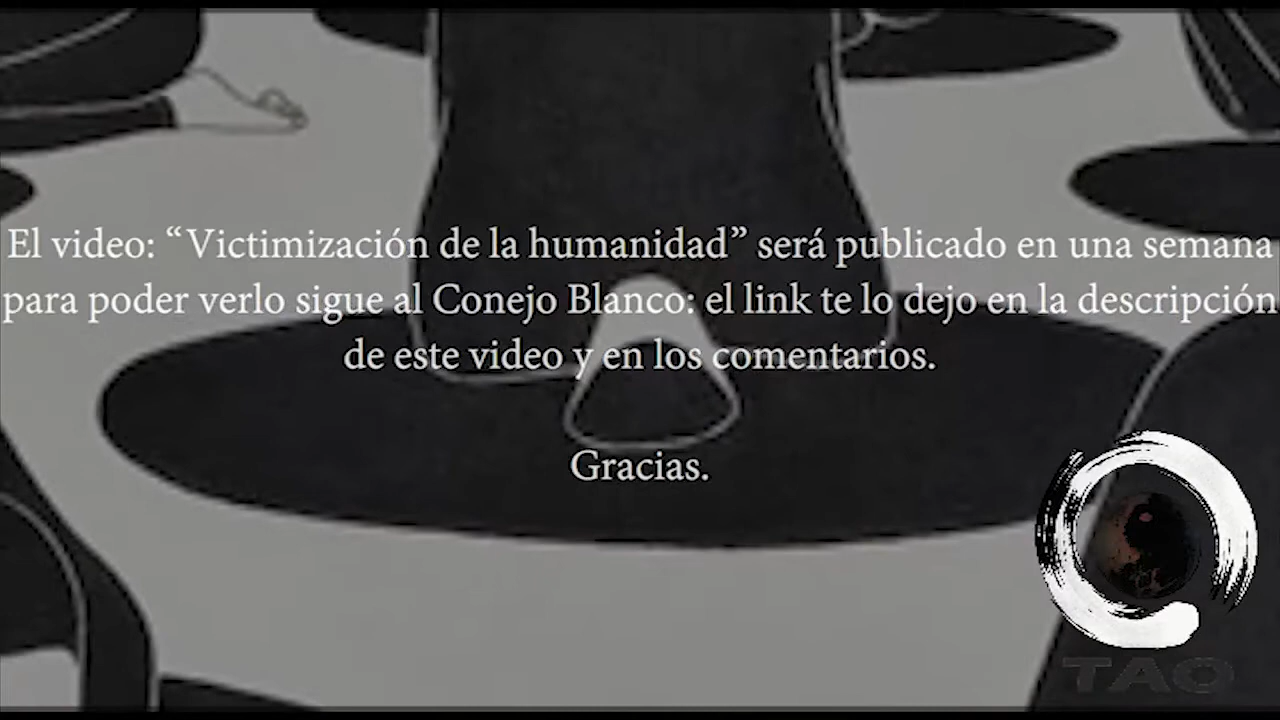 El video: “Victimización de la humanidad” será publicado en una semana
para poder verlo sigue al Conejo Blanco: el link te lo dejo en la descripción
de este video y en los comentarios.
Gracias.
TAO